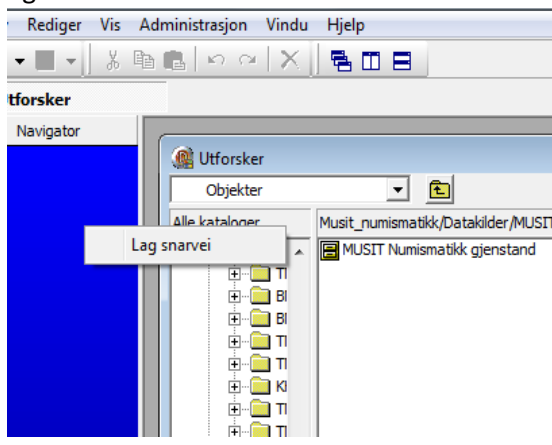 Rediger Vis Administrasjon Vindu Hjelp
tforsker
Navigator
Utforsker
Objekter
Alle kataloger Musit_numismatikk/Datakilder/MUSIT
Lag snarvei
MUSIT Numismatikk gjenstand